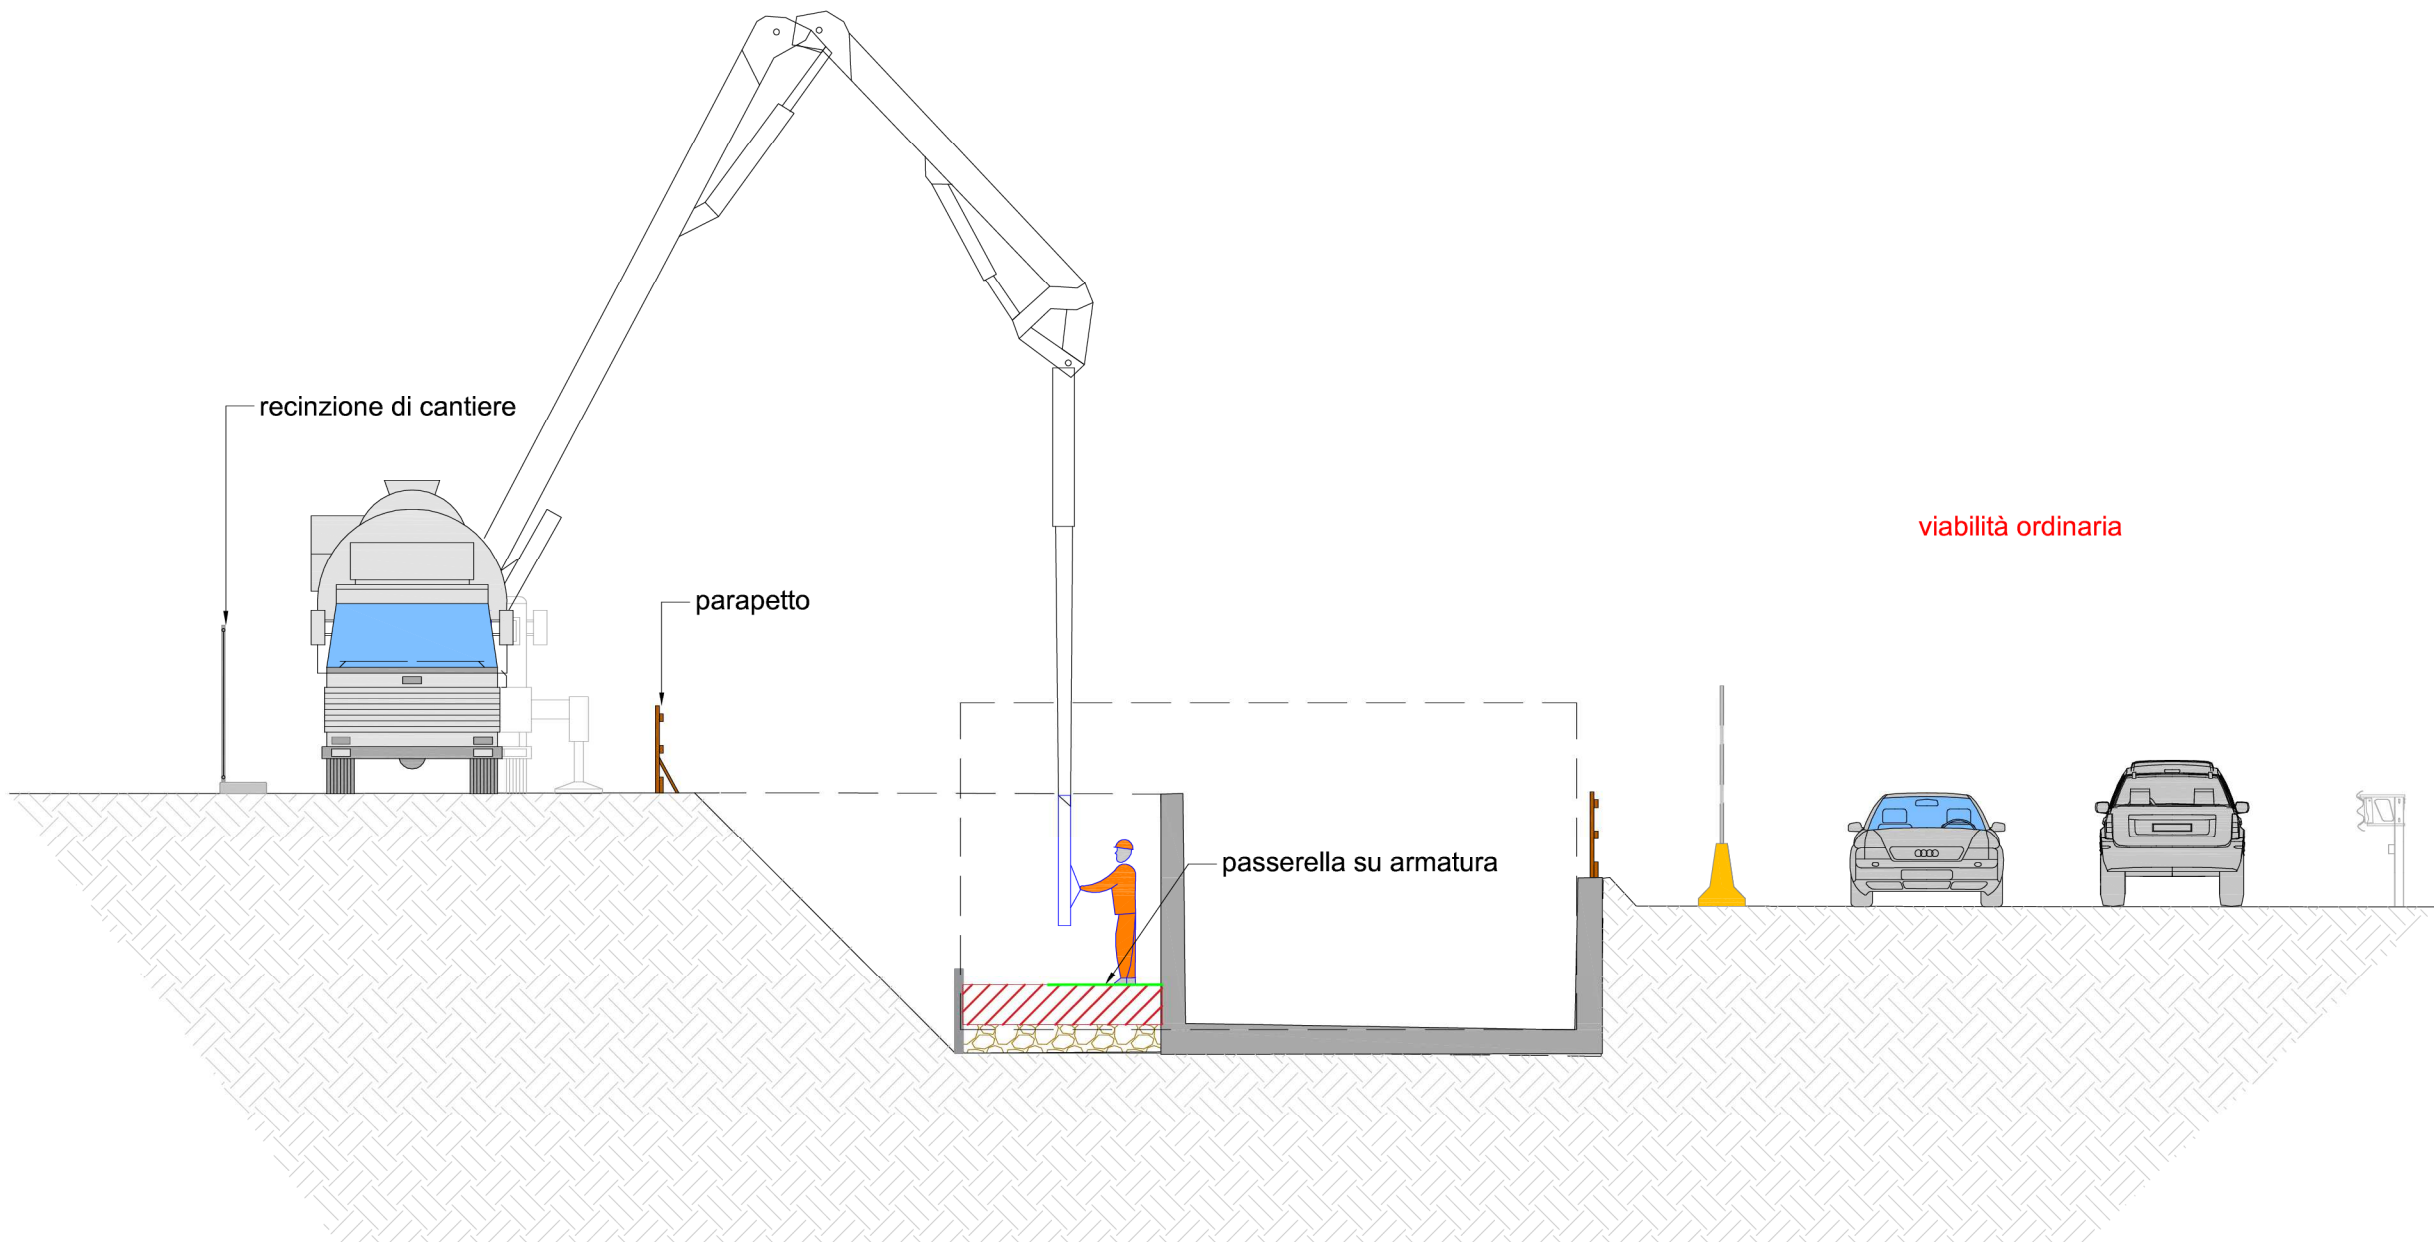 recinzione di cantiere
viabilità ordinaria
parapetto
passerella su armatura